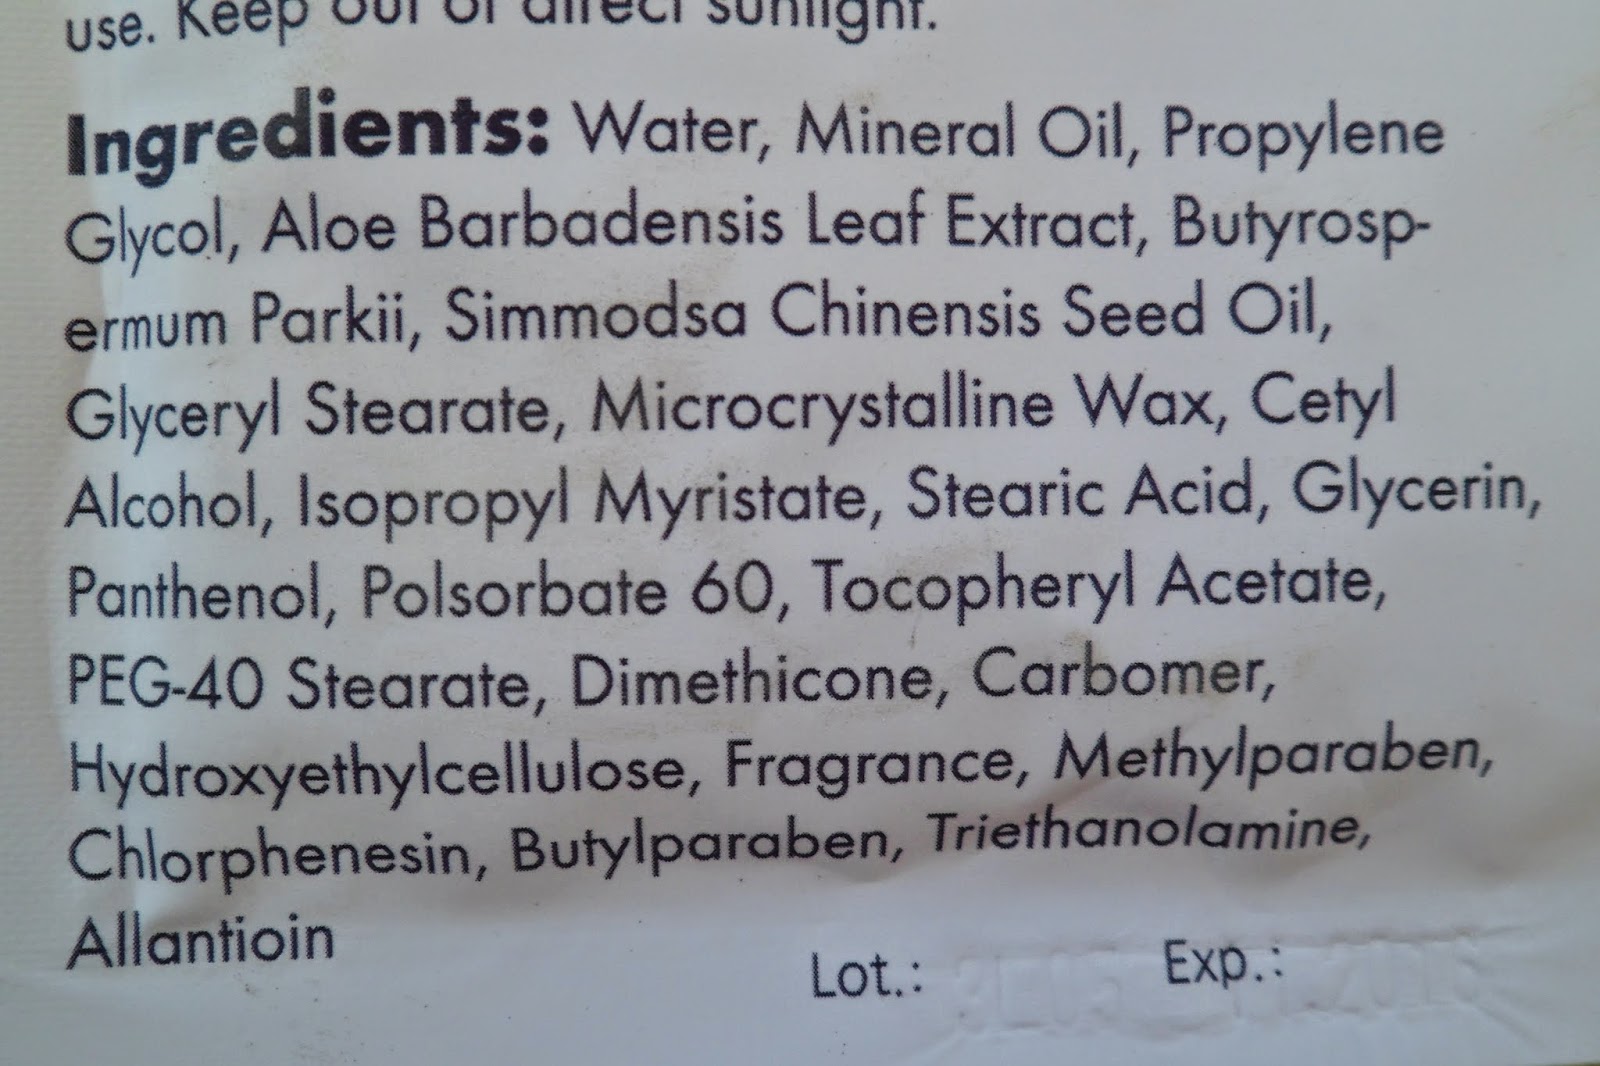 use. Keep out of direct sunlight.
Ingredients: Water, Mineral Oil, Propylene
Glycol, Aloe Barbadensis Leaf Extract, Butyrosp-
ermum Parkii, Simmodsa Chinensis Seed Oil,
Glyceryl Stearate, Microcrystalline Wax, Cetyl
Alcohol, Isopropyl Myristate, Stearic Acid, Glycerin,
Panthenol, Polsorbate 60, Tocopheryl Acetate,
PEG-40 Stearate, Dimethicone, Carbomer,
Hydroxyethylcellulose, Fragrance, Methylparaben,
Chlorphenesin, Butylparaben, Triethanolamine,
Allantioin
Lot.: Exp.: